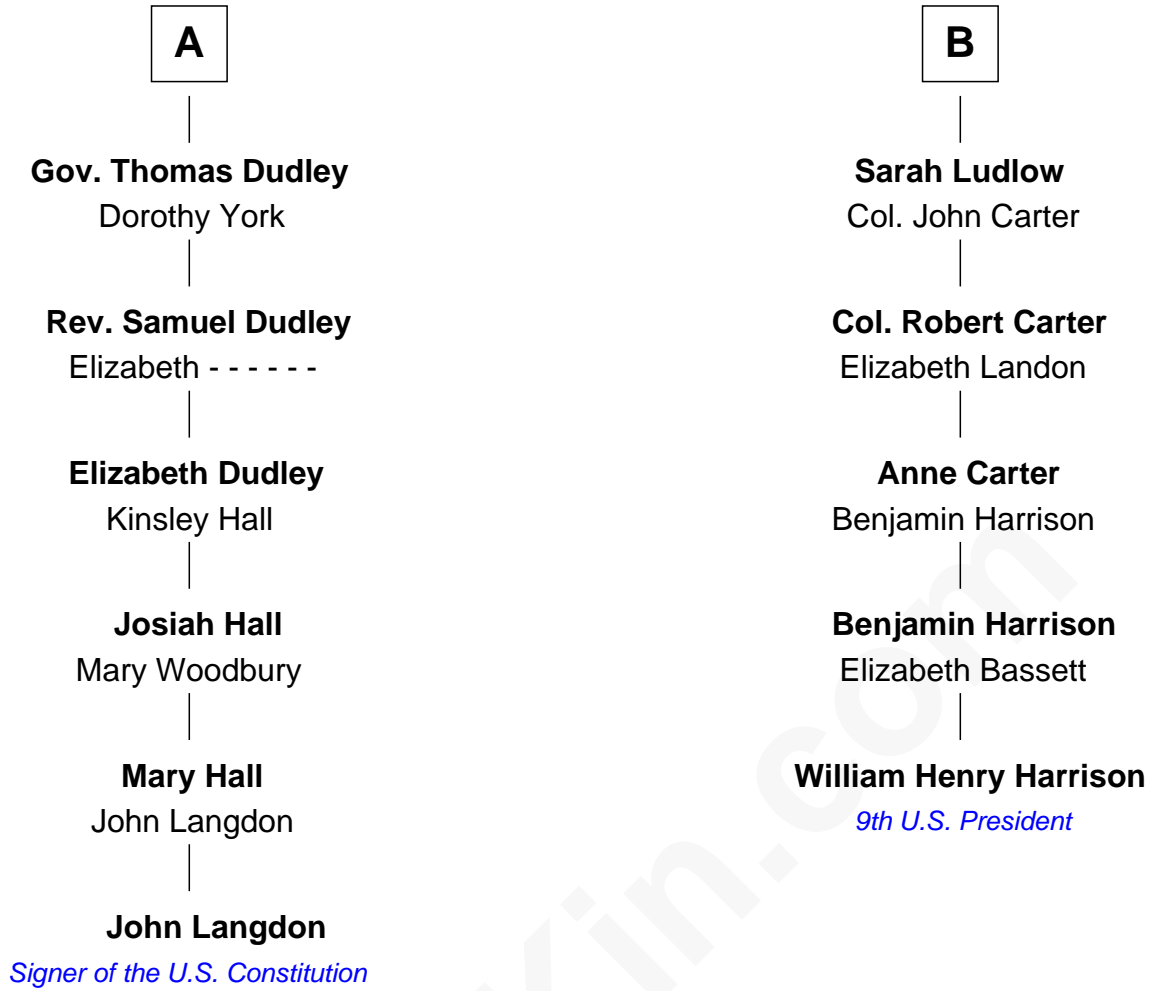 A
Gov. Thomas Dudley
Dorothy York
Rev. Samuel Dudley
Elizabeth - - - - - -
Elizabeth Dudley
Kinsley Hall
Josiah Hall
Mary Woodbury
Mary Hall
John Langdon
John Langdon
Signer of the U.S. Constitution
B
Sarah Ludlow
Col. John Carter
Col. Robert Carter
Elizabeth Landon
Anne Carter
Benjamin Harrison
Benjamin Harrison
Elizabeth Bassett
William Henry Harrison
9th U.S. President